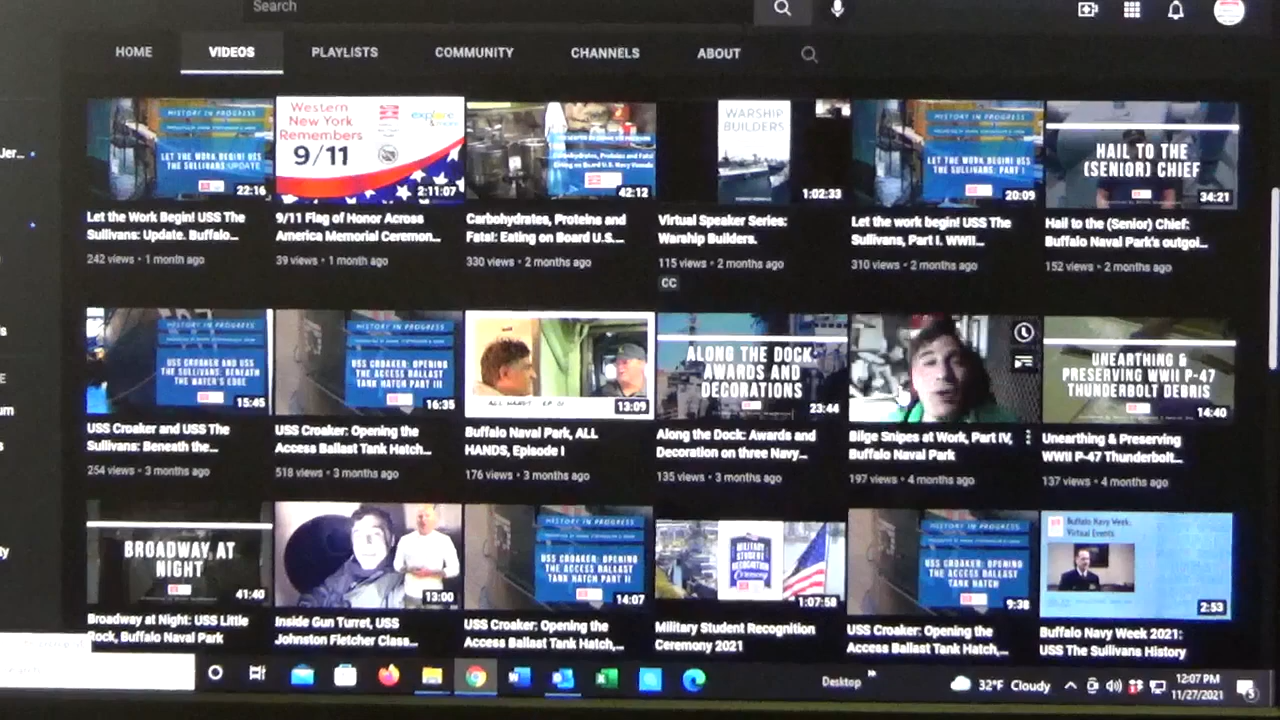 Search
HOME VIDEOS PLAYLISTS COMMUNITY CHANNELS ABOUT
Jer...
HISTORY IN PROGRESS
LET THE WORK BEGIN! USS
THE SULLIVANS UPDATE
22:16
Western
New York
Remembers
9/11
explore
& more
2:11:07
42:12
WARSHIP
BUILDERS
1:02:33
HISTORY IN PROGRESS
LET THE WORK BEGIN! USS
THE SULLIVANS, PART I
20:09
HAIL TO THE
(SENIOR) CHIEF
34:21
Let the Work Begin! USS The
Sullivans: Update. Buffalo...
242 views • 1 month ago
9/11 Flag of Honor Across
America Memorial Ceremon...
39 views • 1 month ago
Carbohydrates, Proteins and
Fats!: Eating on Board U.S....
330 views • 2 months ago
Virtual Speaker Series:
Warship Builders.
115 views • 2 months ago
CC
Let the work begin! USS The
Sullivans, Part I. WWII...
310 views • 2 months ago
Hail to the (Senior) Chief:
Buffalo Naval Park's outgoi...
152 views • 2 months ago
HISTORY IN PROGRESS
USS CROAKER AND USS
THE SULLIVANS: BENEATH
THE WATER'S EDGE
15:45
HISTORY IN PROGRESS
USS CROAKER: OPENING
THE ACCESS BALLAST
TANK HATCH PART III
16:35
ALL HANDS EP. 01
13:09
ALONG THE DOCK:
AWARDS AND
DECORATIONS
23:44
UNEARTHING &
PRESERVING WWII P-47
THUNDERBOLT DEBRIS
14:40
USS Croaker and USS The
Sullivans: Beneath the...
254 views • 3 months ago
USS Croaker: Opening the
Access Ballast Tank Hatch...
518 views • 3 months ago
Buffalo Naval Park, ALL
HANDS, Episode I
176 views • 3 months ago
Along the Dock: Awards and
Decoration on three Navy...
135 views • 3 months ago
Bilge Snipes at Work, Part IV,
Buffalo Naval Park
197 views • 4 months ago
Unearthing & Preserving
WWII P-47 Thunderbolt...
137 views • 4 months ago
BROADWAY AT
NIGHT
41:40
13:00
HISTORY IN PROGRESS
USS CROAKER: OPENING
THE ACCESS BALLAST
TANK HATCH PART II
14:07
MILITARY
STUDENT
RECOGNITION
Ceremony
1:07:58
HISTORY IN PROGRESS
USS CROAKER: OPENING
THE ACCESS BALLAST
TANK HATCH
9:38
Buffalo Navy Week:
Virtual Events
2:53
Broadway at Night: USS Little
Rock, Buffalo Naval Park
Inside Gun Turret, USS
Johnston Fletcher Class...
USS Croaker: Opening the
Access Ballast Tank Hatch,...
Military Student Recognition
Ceremony 2021
USS Croaker: Opening the
Access Ballast Tank Hatch,...
Buffalo Navy Week 2021:
USS The Sullivans History
Desktop
32°F Cloudy
12:07 PM
11/27/2021
5